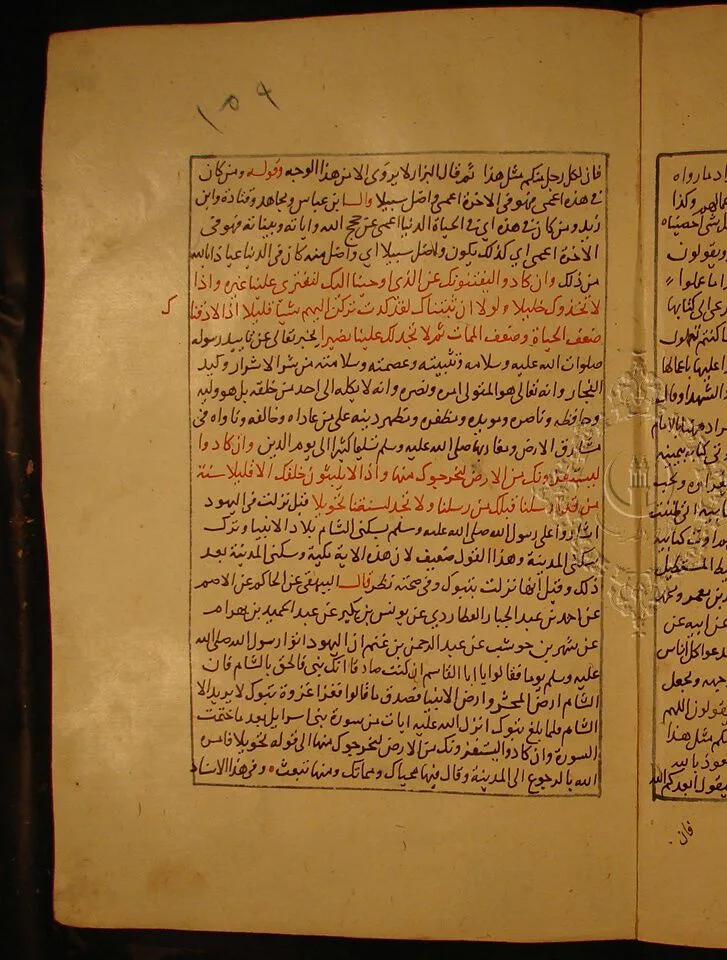 ١٥٩
فان لكل رجل منكم مثل هذا ثم قال البزار لا يروى الا من هذا الوجه وقوله ومن كان
في هذه اعمى فهو في الاخرة اعمى واضل سبيلا قال ابن عباس ومجاهد وقتادة وابن
زيد ومن كان في هذه اي في الحياة الدنيا اعمى عن حجج الله واياته وبيناته فهو في
الاخرة اعمى اي كذلك يكون واضل سبيلا اي واضل منه كان في الدنيا عياذا بالله
من ذلك وان كادوا ليفتنونك عن الذي اوحينا اليك لتفتري علينا غيره واذا
لاتخذوك خليلا ولولا ان ثبتناك لقد كدت تركن اليهم شيئا قليلا اذا لاذقناك
ضعف الحياة وضعف الممات ثم لا تجد لك علينا نصيرا يخبر تعالى عن تاييد رسوله
صلوات الله عليه وسلامه وتثبيته وعصمته وسلامته من شر الاشرار وكيد
الفجار وانه تعالى هو المتولي امره ونصره وانه لا يكله الى احد من خلقه بل هو وليه
وحافظه وناصره ومويده ومظفره ومظهر دينه على من عاداه وخالفه وناواه في
مشارق الارض ومغاربها صلى الله عليه وسلم تسليما كثيرا الى يوم الدين وان كادوا
ليستفزونك من الارض ليخرجوك منها واذا لا يلبثون خلافك الا قليلا سنة
من قد ارسلنا قبلك من رسلنا ولا تجد لسنتنا تحويلا قيل نزلت في اليهود
اشاروا على رسول الله صلى الله عليه وسلم بسكنى الشام بلاد الانبيا وترك
سكنى المدينة وهذا القول ضعيف لان هذه الاية مكية وسكنى المدينة بعد
ذلك وقيل انها نزلت بتبوك وفي صحته نظر قال البيهقي عن الحاكم عن الاصم
عن احمد بن عبد الجبار العطاردي عن يونس بن بكير عن عبد الحميد بن بهرام
عن شهر بن حوشب عن عبد الرحمن بن غنم ان اليهود اتوا رسول الله صلى الله
عليه وسلم يوما فقالوا يا ابا القاسم ان كنت صادقا انك نبي فالحق بالشام فان
الشام ارض المحشر وارض الانبيا فصدق ما قالوا فغزا غزوة تبوك لا يريد الا
الشام فلما بلغ تبوك انزل الله عليه ايات من سورة بني اسرايل بعد ما ختمت
السورة وان كادوا ليستفزونك من الارض ليخرجوك منها الى قوله تحويلا فامره
الله بالرجوع الى المدينة وقال فيها محياك ومماتك ومنها تبعث وفي هذا الاسناد
فان